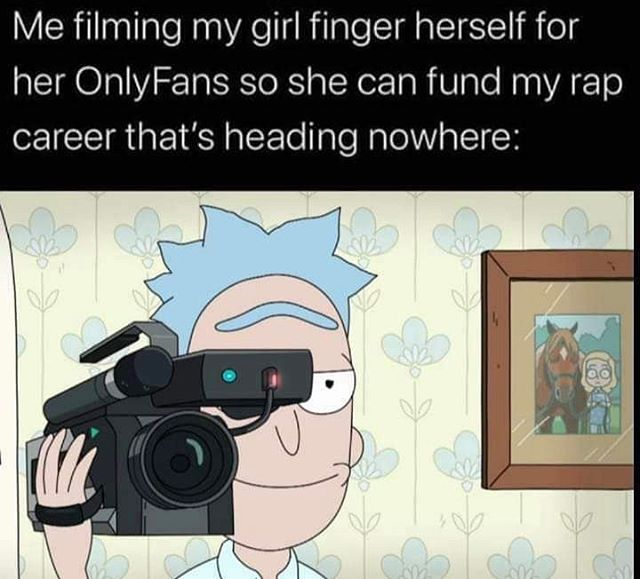 Me filming my girl finger herself for
her OnlyFans so she can fund my rap
career that's heading nowhere: